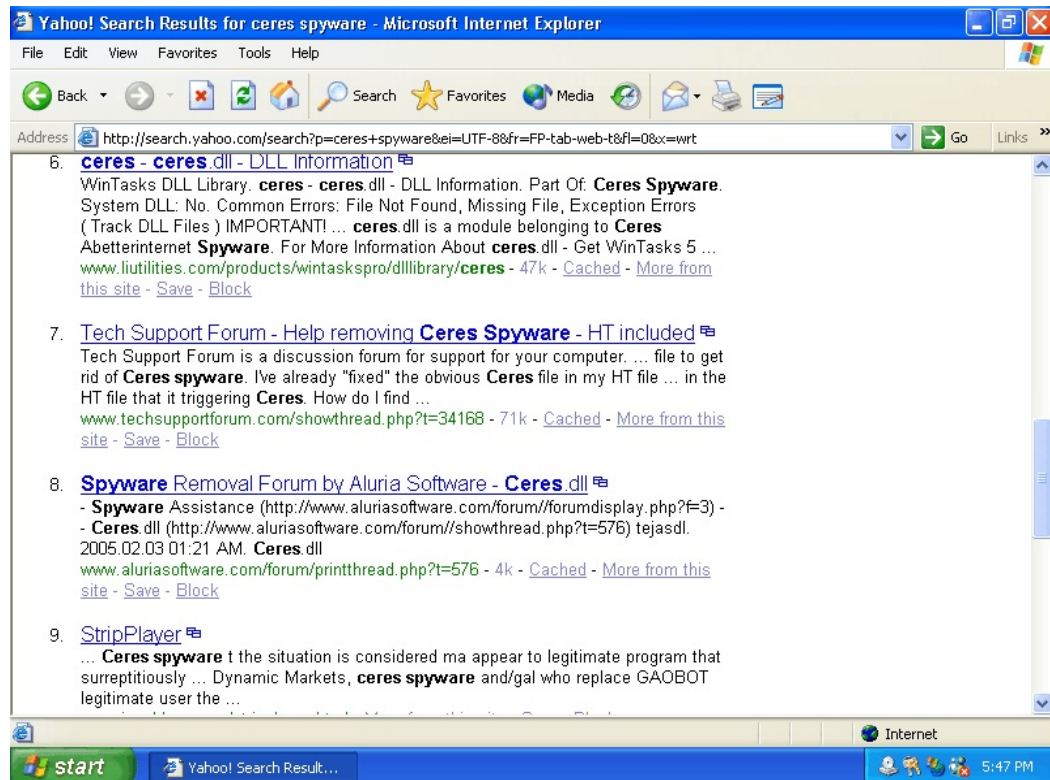 Yahoo! Search Results for ceres spyware - Microsoft Internet Explorer
File Edit View Favorites Tools Help
Back Search Favorites Media
Address http://search.yahoo.com/search?p=ceres+spyware&ei=UTF-8&fr=FP-tab-web-t&fl=0&x=wrt Go Links »
6. ceres - ceres.dll - DLL Information
WinTasks DLL Library. ceres - ceres.dll - DLL Information. Part Of: Ceres Spyware.
System DLL: No. Common Errors: File Not Found, Missing File, Exception Errors
( Track DLL Files ) IMPORTANT! ... ceres.dll is a module belonging to Ceres
Abetterinternet Spyware. For More Information About ceres.dll - Get WinTasks 5 ...
www.liutilities.com/products/wintaskspro/dlllibrary/ceres - 47k - Cached - More from
this site - Save - Block
7. Tech Support Forum - Help removing Ceres Spyware - HT included
Tech Support Forum is a discussion forum for support for your computer. ... file to get
rid of Ceres spyware. I've already "fixed" the obvious Ceres file in my HT file ... in the
HT file that it triggering Ceres. How do I find ...
www.techsupportforum.com/showthread.php?t=34168 - 71k - Cached - More from this
site - Save - Block
8. Spyware Removal Forum by Aluria Software - Ceres.dll
- Spyware Assistance (http://www.aluriasoftware.com/forum//forumdisplay.php?f=3) -
- Ceres.dll (http://www.aluriasoftware.com/forum//showthread.php?t=576) tejasdl.
2005.02.03 01:21 AM. Ceres.dll
www.aluriasoftware.com/forum/printthread.php?t=576 - 4k - Cached - More from this
site - Save - Block
9. StripPlayer
... Ceres spyware t the situation is considered ma appear to legitimate program that
surreptitiously ... Dynamic Markets, ceres spyware and/gal who replace GAOBOT
legitimate user the ...
Internet
start Yahoo! Search Result... 5:47 PM